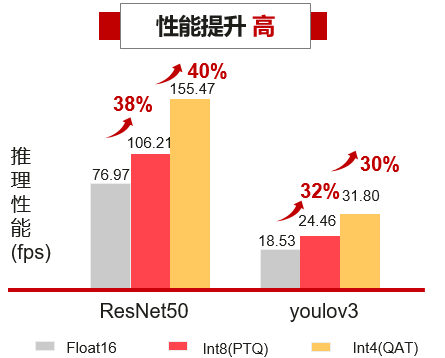 性能提升 高
40%
155.47
38%
106.21
76.97
30%
32%
31.80
24.46
18.53
推
理
性
能
(fps)
ResNet50
youlov3
Float16
Int8(PTQ)
Int4(QAT)